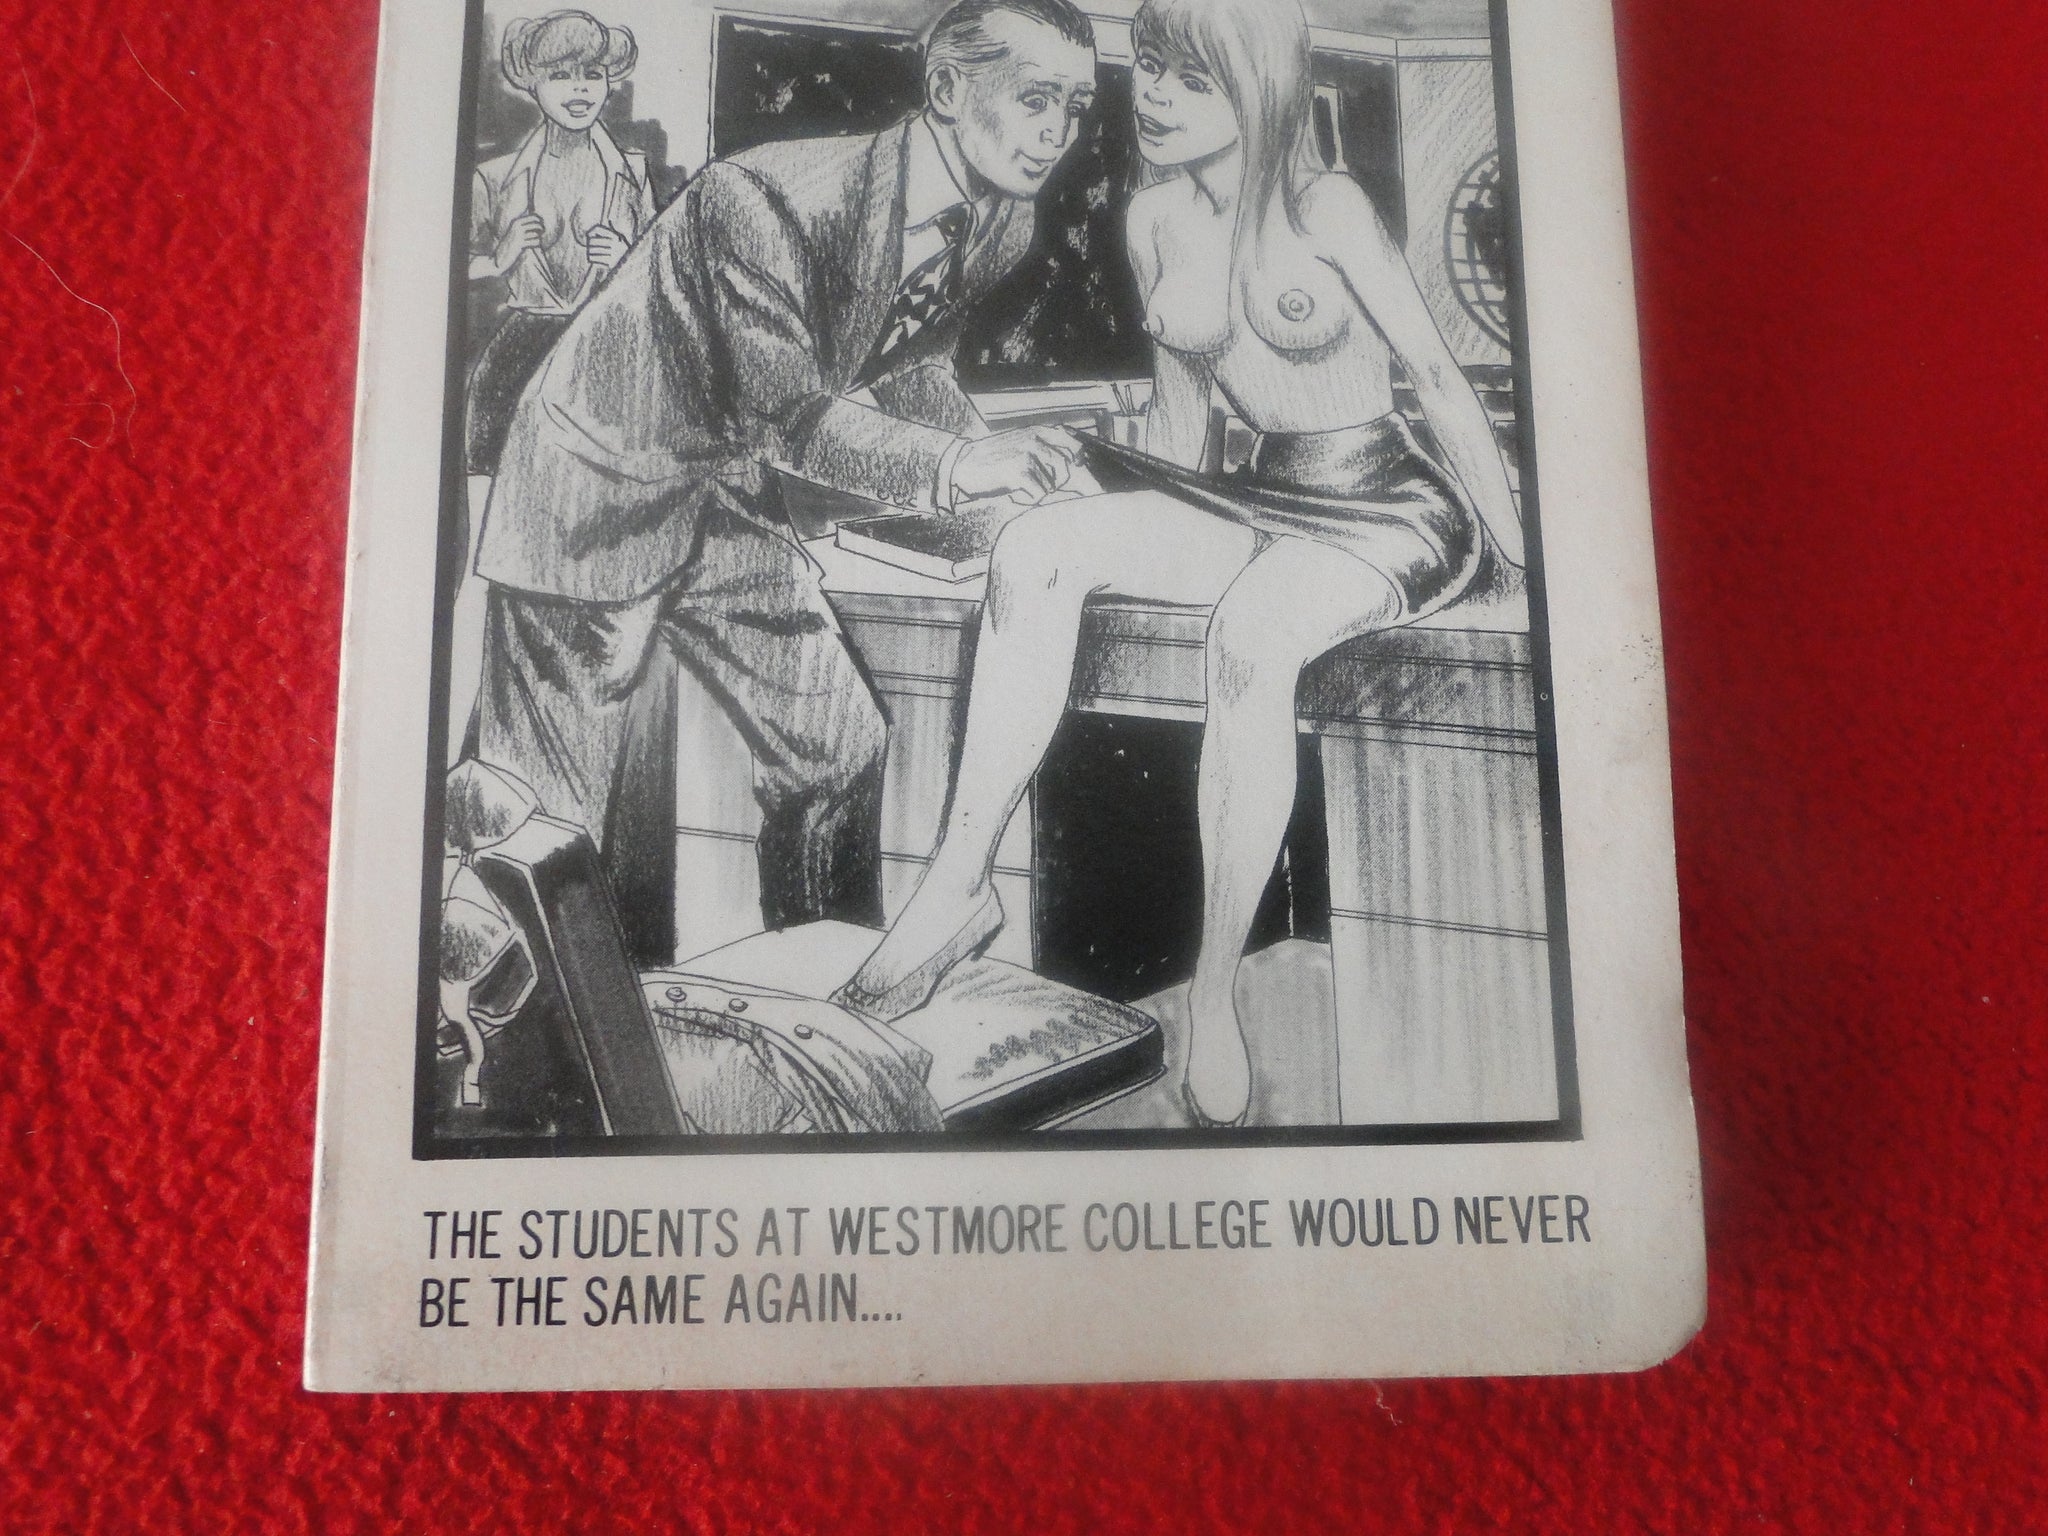 THE STUDENTS AT WESTMORE COLLEGE WOULD NEVER
BE THE SAME AGAIN....